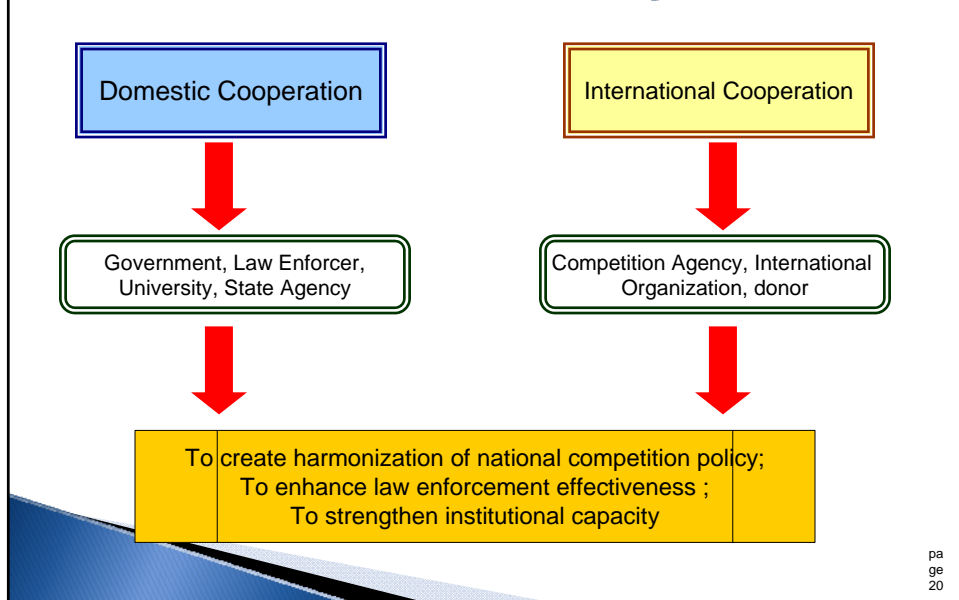 Domestic Cooperation
International Cooperation
Government, Law Enforcer,
University, State Agency
Competition Agency, International
Organization, donor
To create harmonization of national competition policy;
To enhance law enforcement effectiveness ;
To strengthen institutional capacity
pa
ge
20